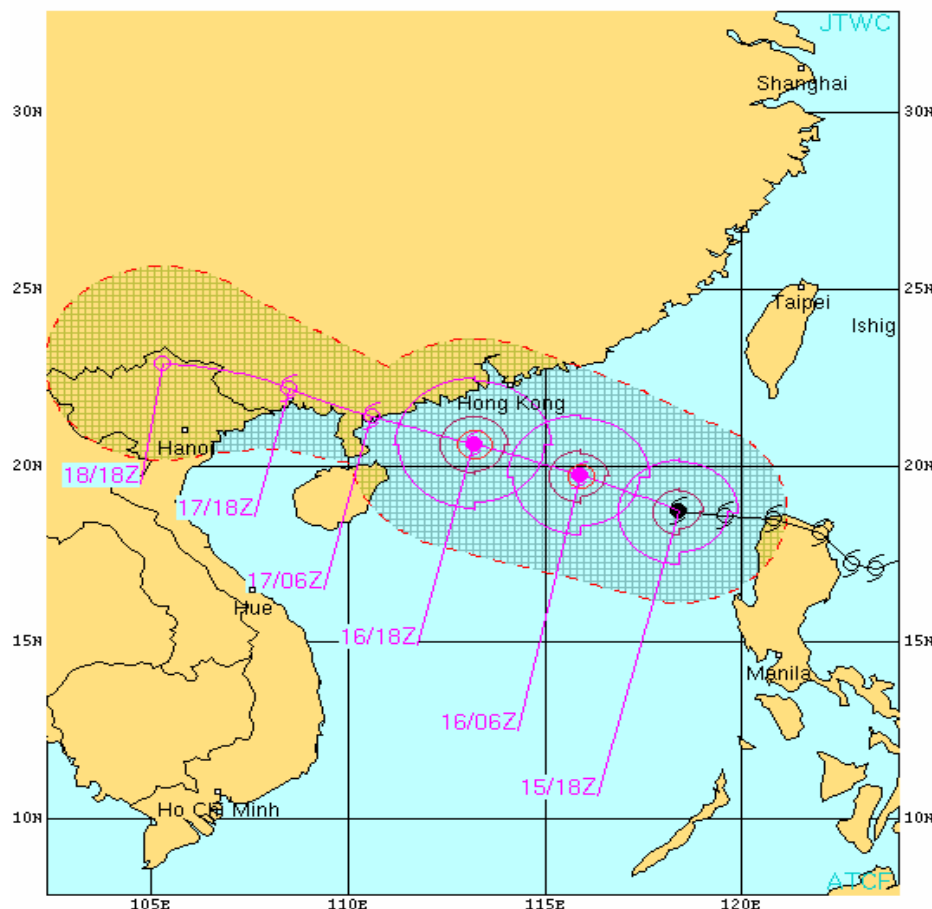 JTWC
Shanghai
30N
30N
25N
25N
Taipei
Ishig
Hong Kong
Hanoi
20N
20N
18/18Z
17/18Z
17/06Z
Hue
16/18Z
15N
15N
Manila
16/06Z
15/18Z
Ho Chi Minh
10N
10N
ATCF
105E
110E
115E
120E